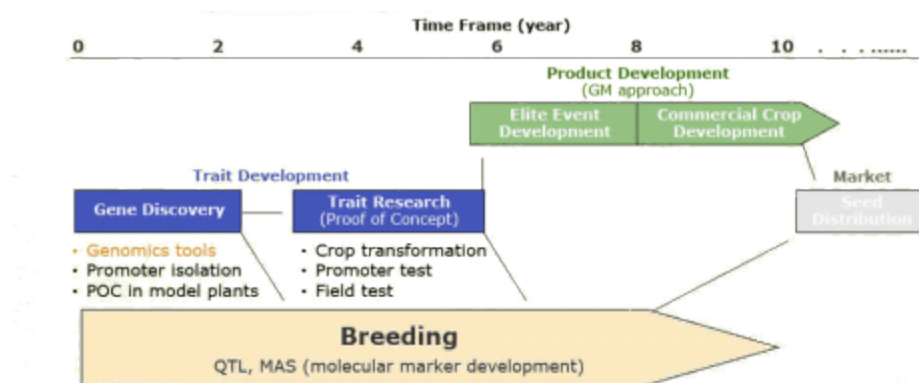 Time Frame (year)
0 2 4 6 8 10 . . . ......
Product Development
(GM approach)
Elite Event
Development
Commercial Crop
Development
Trait Development
Market
Gene Discovery
Trait Research
(Proof of Concept)
Seed
Distribution
• Genomics tools
• Promoter isolation
• POC in model plants
• Crop transformation
• Promoter test
• Field test
Breeding
QTL, MAS (molecular marker development)